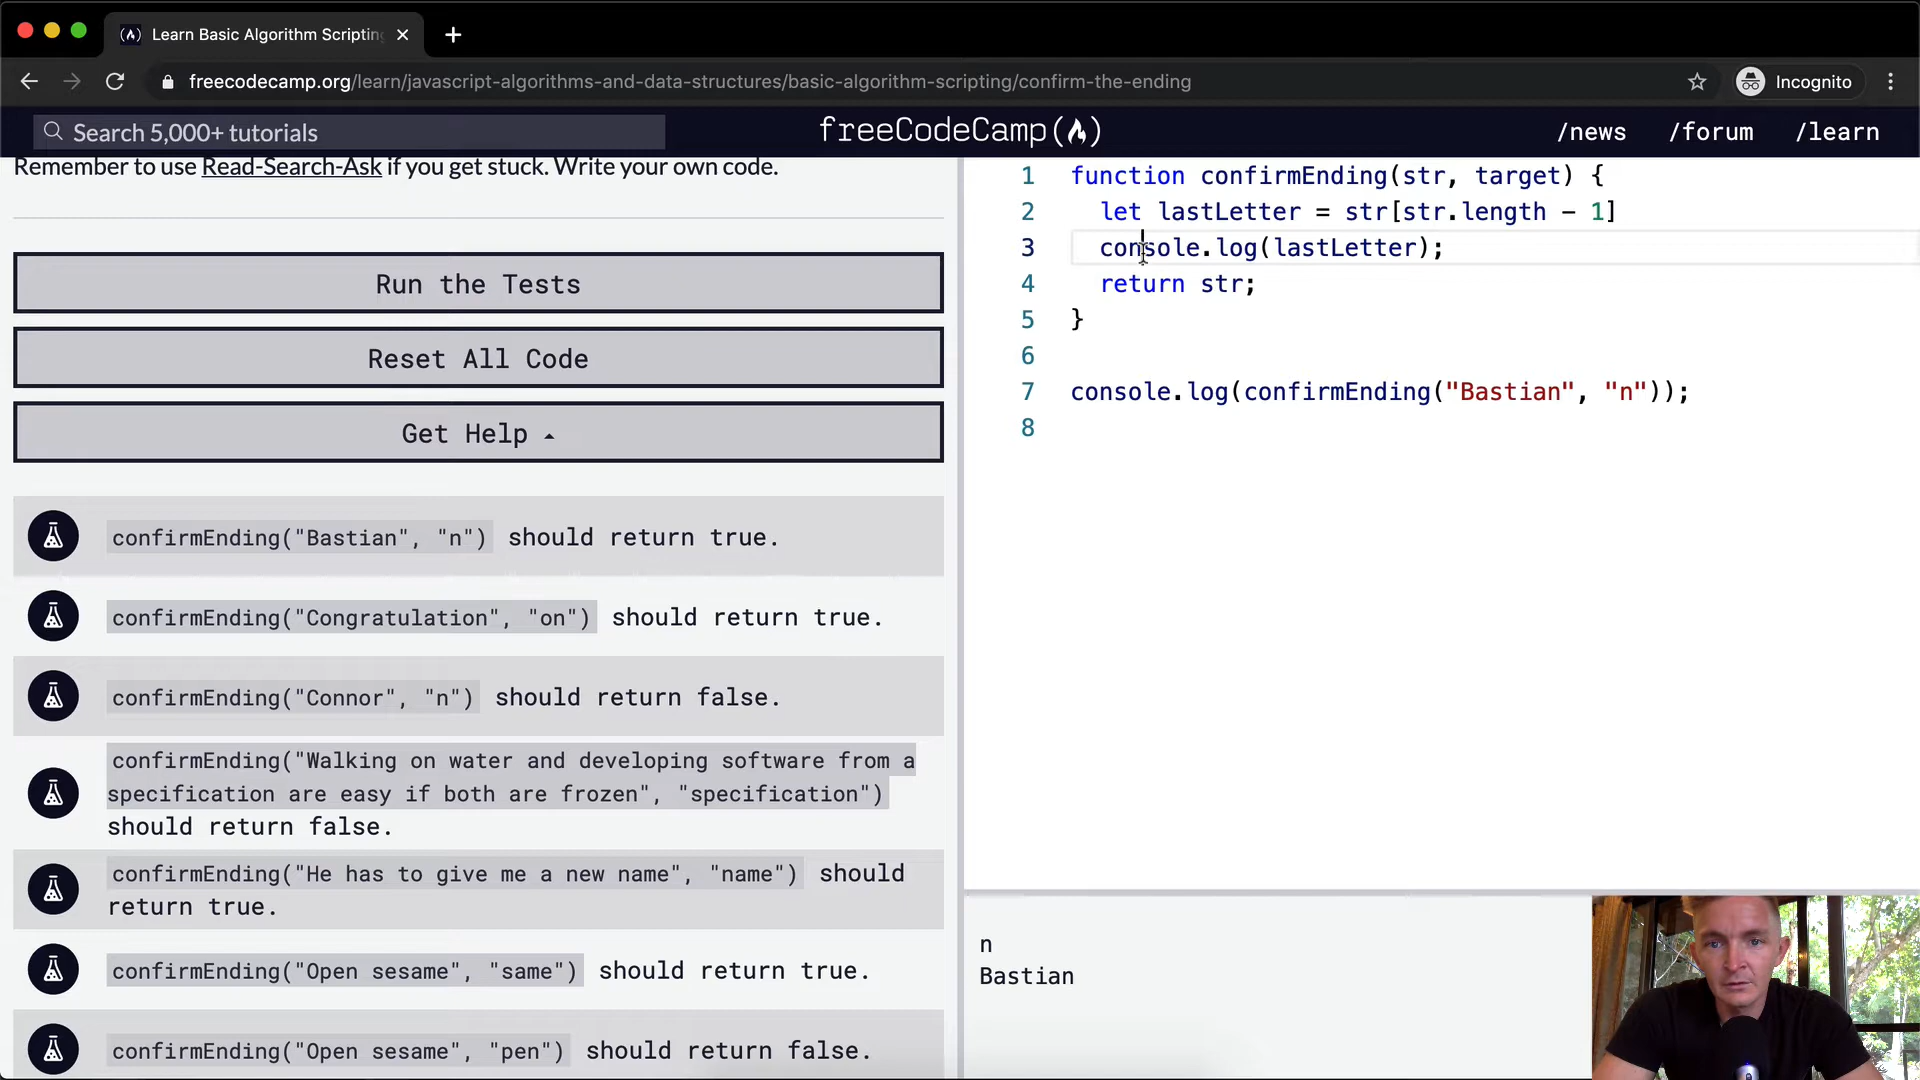 Learn Basic Algorithm Scripting
freecodecamp.org/learn/javascript-algorithms-and-data-structures/basic-algorithm-scripting/confirm-the-ending
Incognito
Search 5,000+ tutorials
freeCodeCamp(🔥)
/news /forum /learn
Remember to use Read-Search-Ask if you get stuck. Write your own code.
Run the Tests
Reset All Code
Get Help
confirmEnding("Bastian", "n") should return true.
confirmEnding("Congratulation", "on") should return true.
confirmEnding("Connor", "n") should return false.
confirmEnding("Walking on water and developing software from a
specification are easy if both are frozen", "specification")
should return false.
confirmEnding("He has to give me a new name", "name") should
return true.
confirmEnding("Open sesame", "same") should return true.
confirmEnding("Open sesame", "pen") should return false.
1 function confirmEnding(str, target) {
2 let lastLetter = str[str.length - 1]
3 console.log(lastLetter);
4 return str;
5 }
6
7 console.log(confirmEnding("Bastian", "n"));
8
n
Bastian